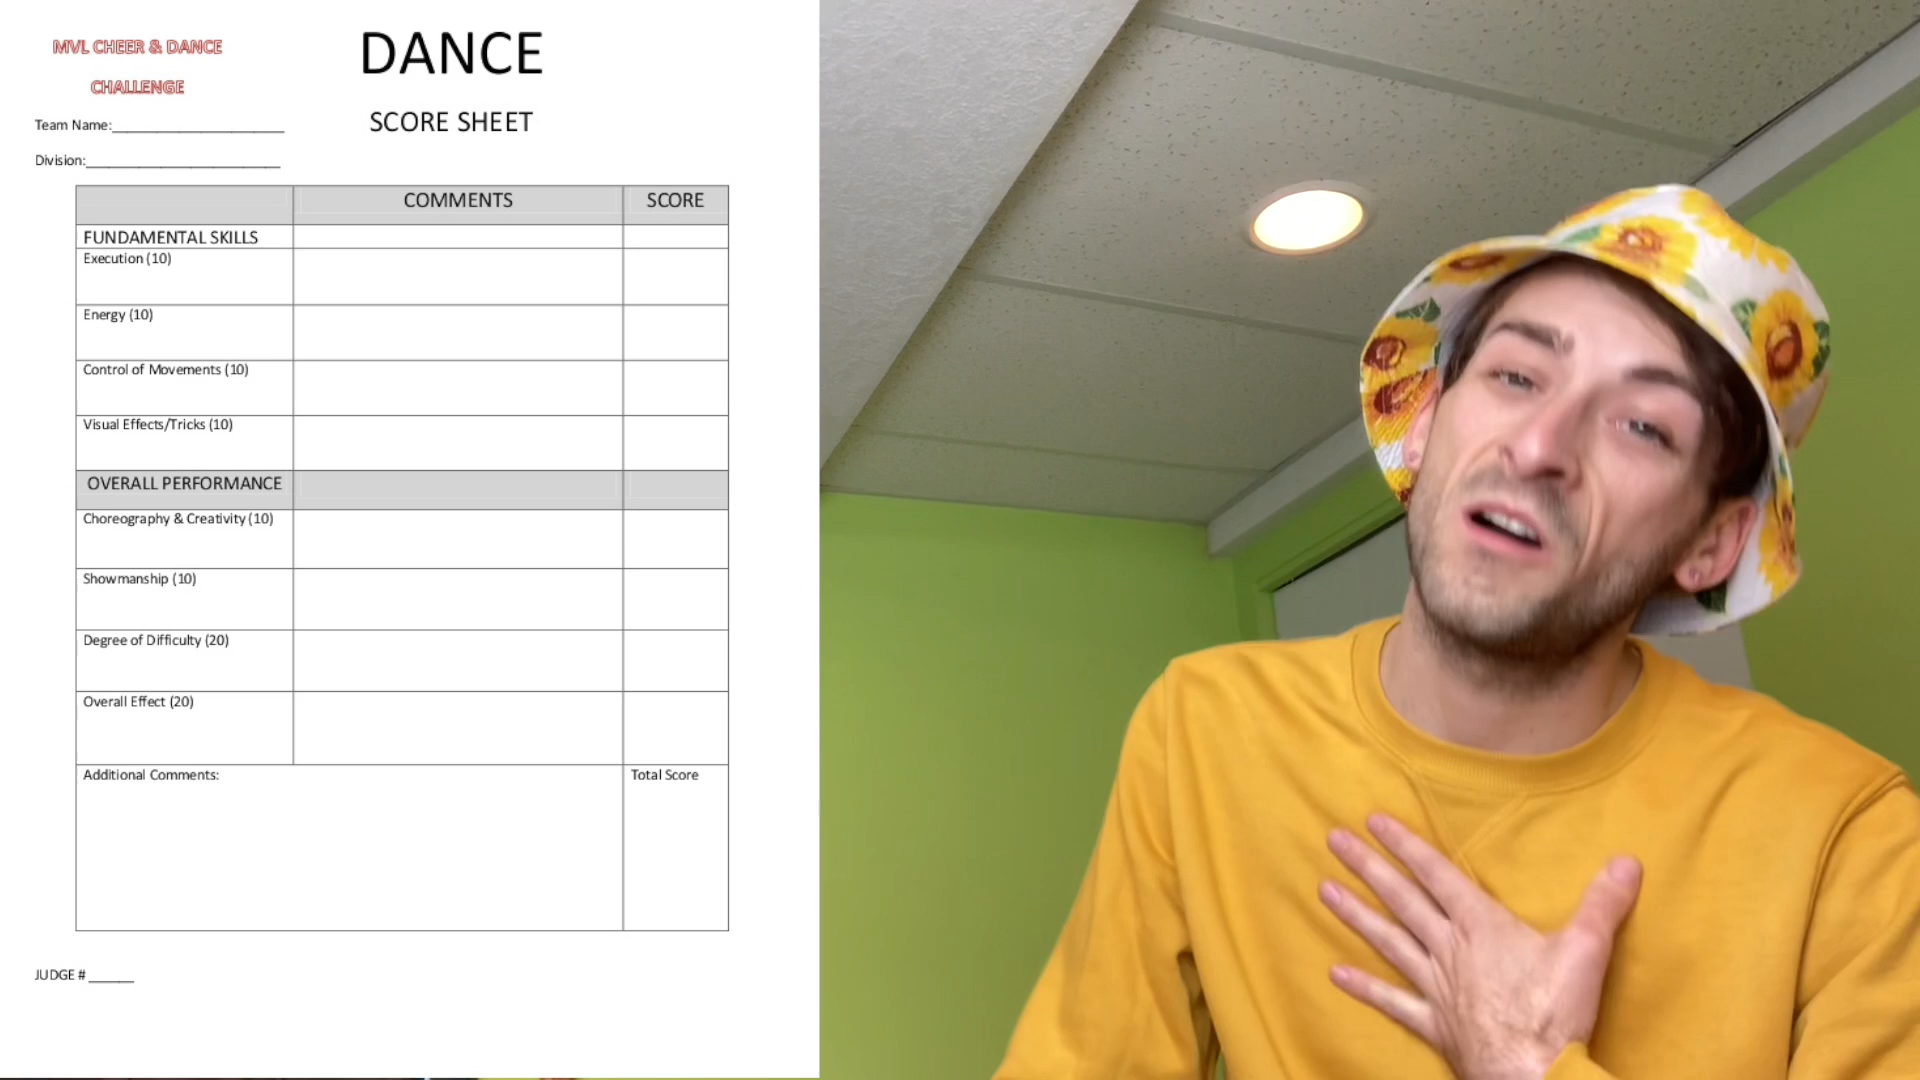 MVL CHEER & DANCE
CHALLENGE
DANCE
SCORE SHEET
Team Name:
Division:
COMMENTS
SCORE
FUNDAMENTAL SKILLS
Execution (10)
Energy (10)
Control of Movements (10)
Visual Effects/Tricks (10)
OVERALL PERFORMANCE
Choreography & Creativity (10)
Showmanship (10)
Degree of Difficulty (20)
Overall Effect (20)
Additional Comments:
Total Score
JUDGE #